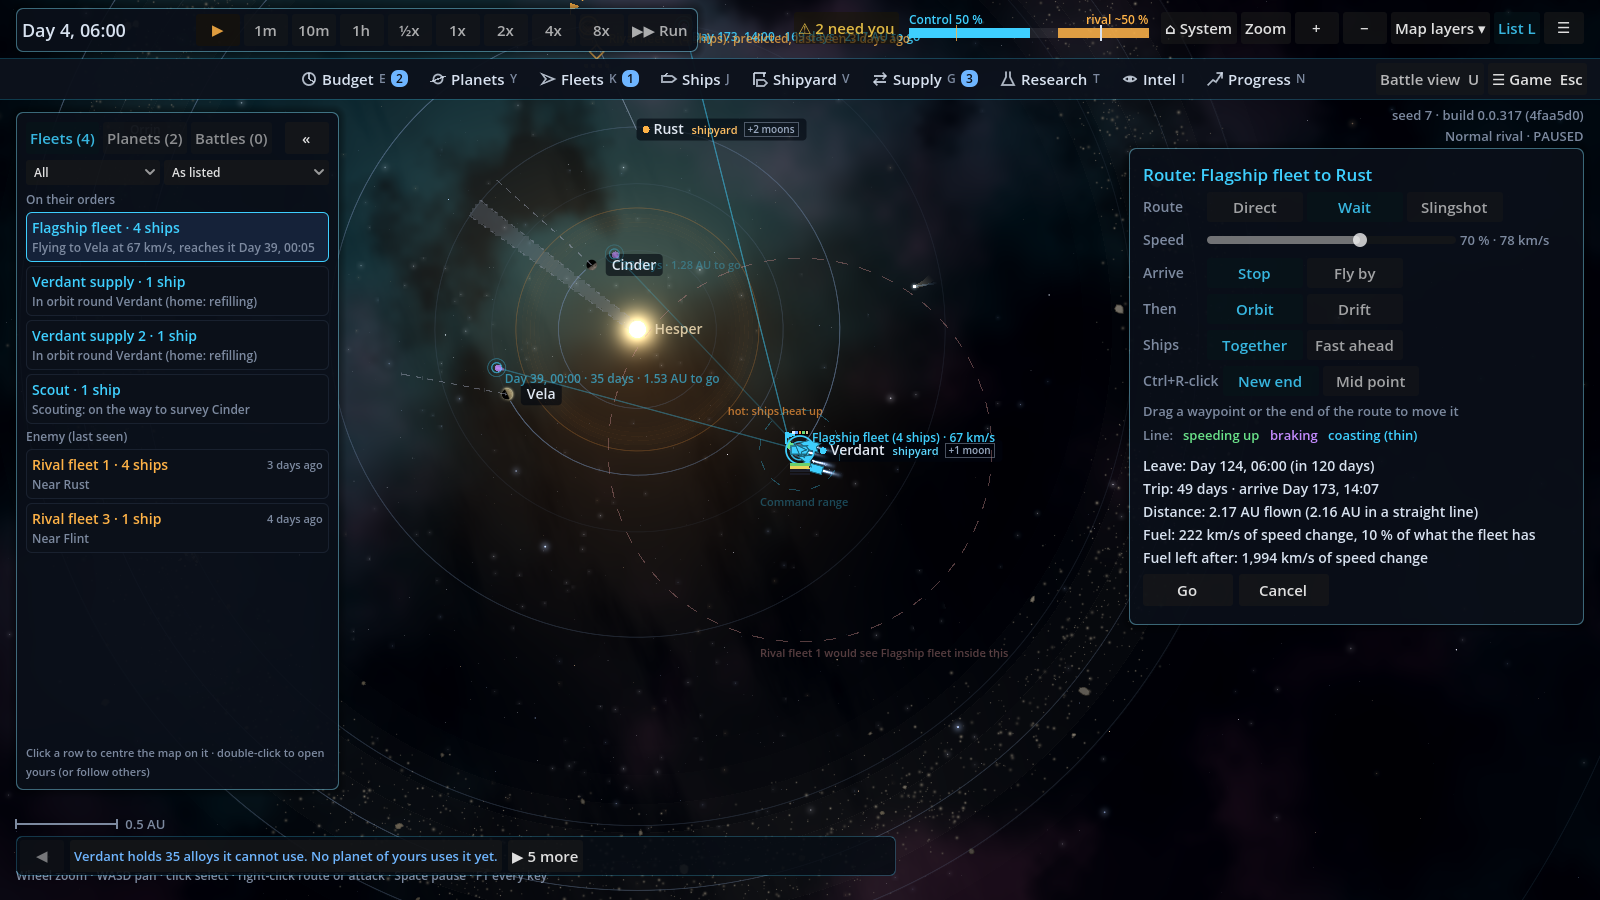 Day 4, 06:00
▶ 1m 10m 1h ½x 1x 2x 4x 8x ▶▶ Run
⚠ 2 need you
Control 50 %
rival ~50 %
⌂ System Zoom + − Map layers ▾ List L ☰
Budget E 2 Planets Y Fleets K 1 Ships J Shipyard V Supply G 3 Research T Intel I Progress N
Battle view U ☰ Game Esc
seed 7 · build 0.0.317 (4faa5d0)
Normal rival · PAUSED
Fleets (4) Planets (2) Battles (0) «
All As listed
On their orders
Flagship fleet · 4 ships
Flying to Vela at 67 km/s, reaches it Day 39, 00:05
Verdant supply · 1 ship
In orbit round Verdant (home: refilling)
Verdant supply 2 · 1 ship
In orbit round Verdant (home: refilling)
Scout · 1 ship
Scouting: on the way to survey Cinder
Enemy (last seen)
Rival fleet 1 · 4 ships 3 days ago
Near Rust
Rival fleet 3 · 1 ship 4 days ago
Near Flint
Click a row to centre the map on it · double-click to open
yours (or follow others)
Rust shipyard +2 moons
Cinder
· 1.28 AU to go
Hesper
Day 39, 00:00 · 35 days · 1.53 AU to go
Vela
hot: ships heat up
Flagship fleet (4 ships) · 67 km/s
Verdant shipyard +1 moon
Command range
Rival fleet 1 would see Flagship fleet inside this
Route: Flagship fleet to Rust
Route Direct Wait Slingshot
Speed 70 % · 78 km/s
Arrive Stop Fly by
Then Orbit Drift
Ships Together Fast ahead
Ctrl+R-click New end Mid point
Drag a waypoint or the end of the route to move it
Line: speeding up braking coasting (thin)
Leave: Day 124, 06:00 (in 120 days)
Trip: 49 days · arrive Day 173, 14:07
Distance: 2.17 AU flown (2.16 AU in a straight line)
Fuel: 222 km/s of speed change, 10 % of what the fleet has
Fuel left after: 1,994 km/s of speed change
Go Cancel
0.5 AU
◀ Verdant holds 35 alloys it cannot use. No planet of yours uses it yet. ▶ 5 more
Wheel zoom · WASD pan · click select · right-click route or attack · Space pause · F1 every key